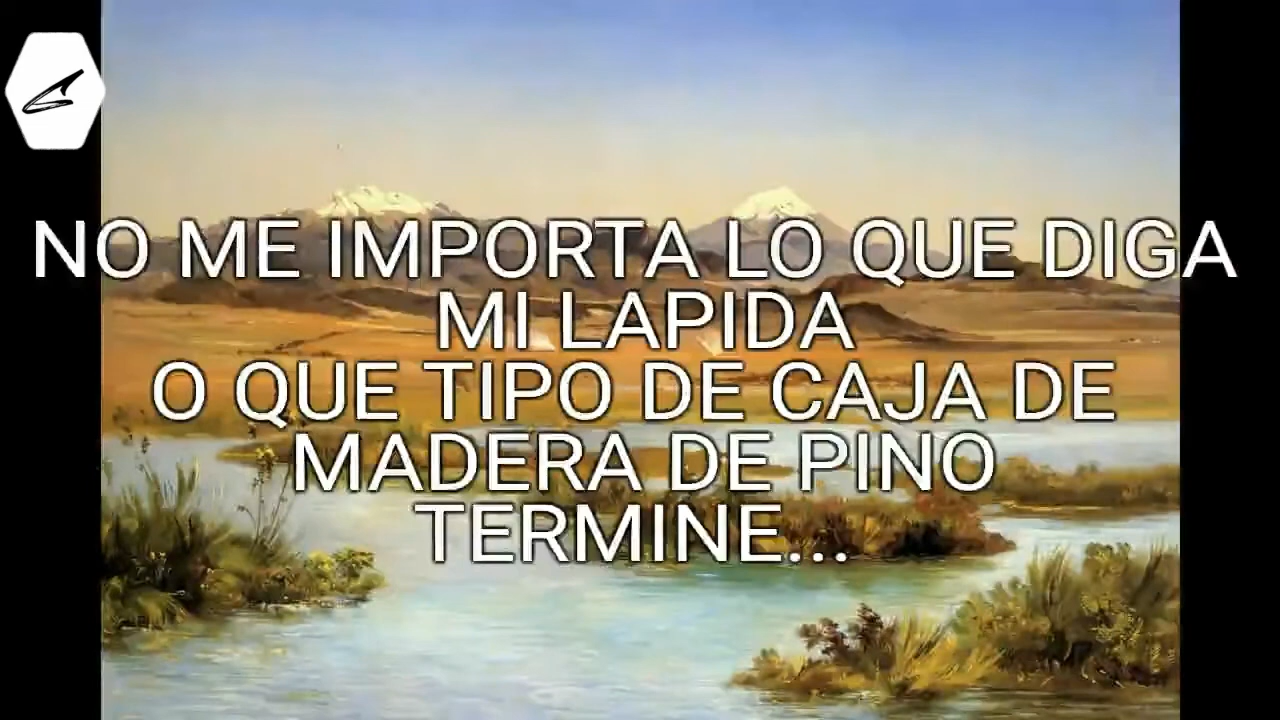 NO ME IMPORTA LO QUE DIGA
MI LAPIDA
O QUE TIPO DE CAJA DE
MADERA DE PINO
TERMINE...